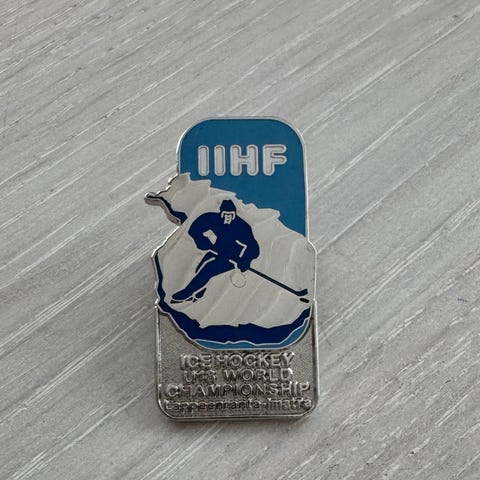 IIHF
ICE HOCKEY
U18 WORLD
CHAMPIONSHIP
Lappeenranta-Imatra